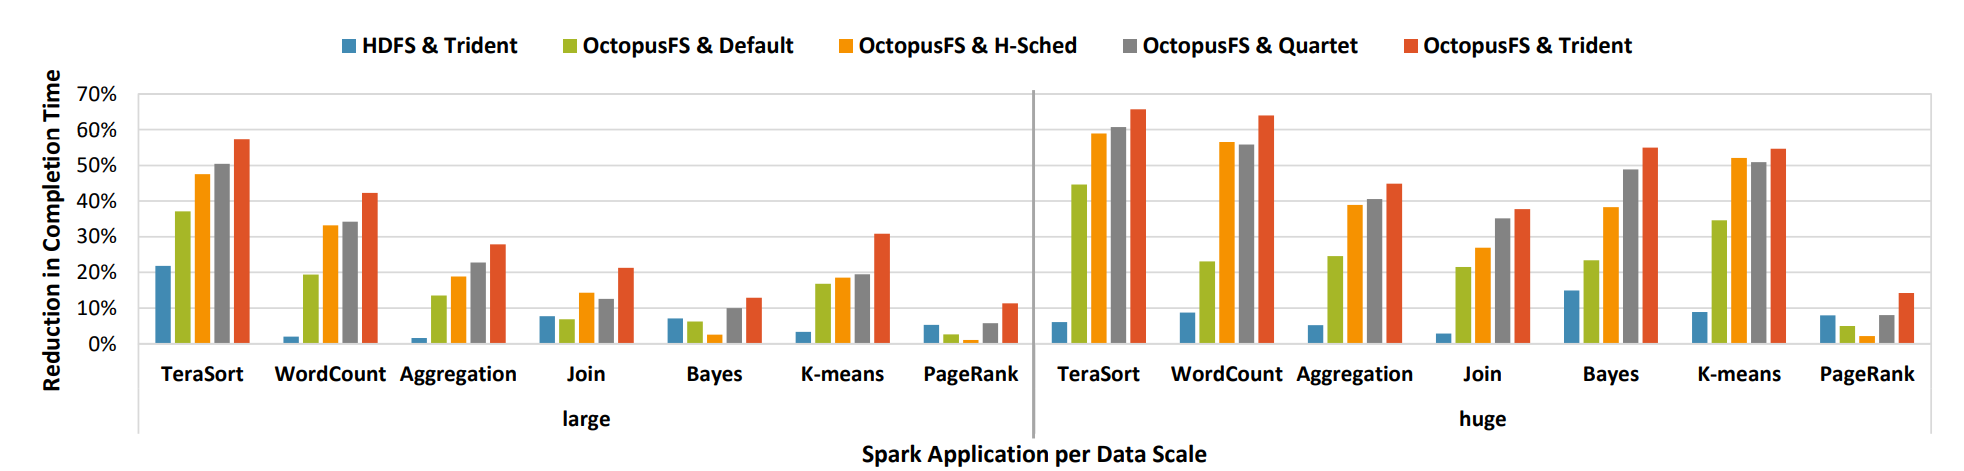 HDFS & Trident OctopusFS & Default OctopusFS & H-Sched OctopusFS & Quartet OctopusFS & Trident
Reduction in Completion Time
70%
60%
50%
40%
30%
20%
10%
0%
TeraSort WordCount Aggregation Join Bayes K-means PageRank TeraSort WordCount Aggregation Join Bayes K-means PageRank
large huge
Spark Application per Data Scale